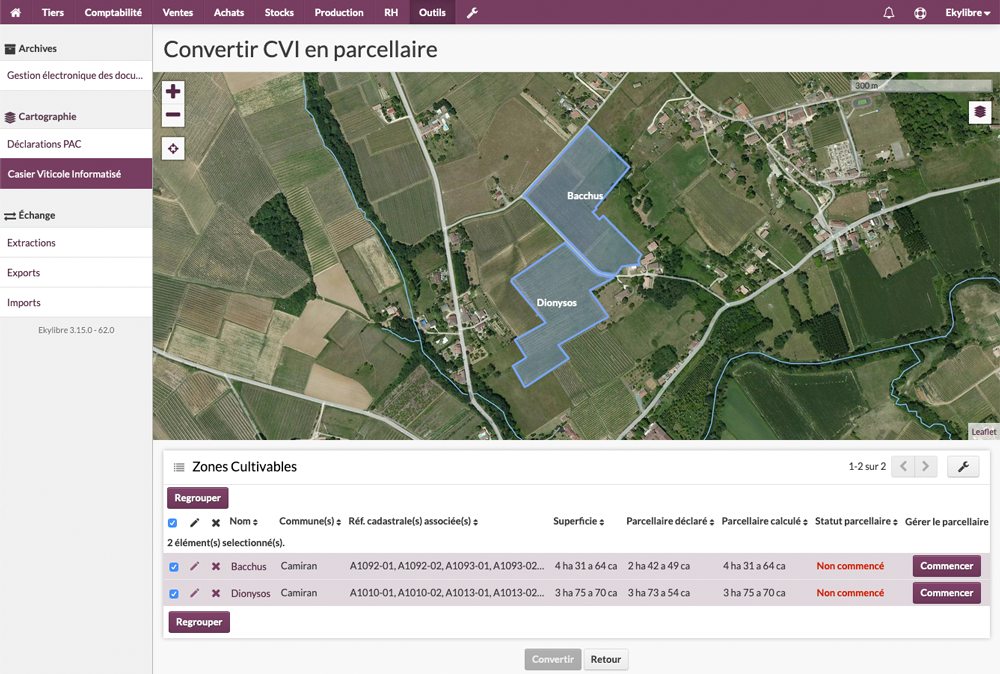 Tiers Comptabilité Ventes Achats Stocks Production RH Outils Ekylibre
Archives
Gestion électronique des docu...
Cartographie
Déclarations PAC
Casier Viticole Informatisé
Échange
Extractions
Exports
Imports
Ekylibre 3.15.0 - 62.0
Convertir CVI en parcellaire
300 m
Bacchus
Dionysos
Leaflet
Zones Cultivables
1-2 sur 2
Regrouper
Nom Commune(s) Réf. cadastrale(s) associée(s) Superficie Parcellaire déclaré Parcellaire calculé Statut parcellaire Gérer le parcellaire
2 élément(s) selectionné(s).
Bacchus Camiran A1092-01, A1092-02, A1093-01, A1093-02... 4 ha 31 a 64 ca 2 ha 42 a 49 ca 4 ha 31 a 64 ca Non commencé Commencer
Dionysos Camiran A1010-01, A1010-02, A1013-01, A1013-02... 3 ha 75 a 70 ca 3 ha 73 a 54 ca 3 ha 75 a 70 ca Non commencé Commencer
Regrouper
Convertir Retour